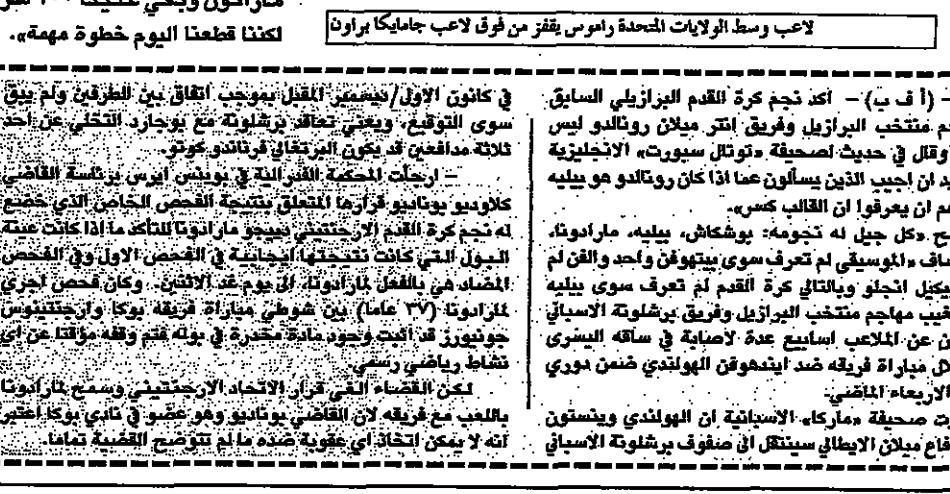 ماراثون وبقي علينا
لكننا قطعنا اليوم خطوة مهمة».
لاعب وسط الولايات المتحدة راموس يقفز من فوق لاعب جامايكا براون
– (أ ف ب) – اكد نجم كرة القدم البرازيلي السابق
م منتخب البرازيل وفريق انتر ميلان رونالدو ليس
وقال في حديث لصحيفة «توتال سبورت» الانجليزية
د ان اجيب الذين يسألون عما اذا كان رونالدو هو بيليه
م ان يعرفوا ان القالب كسر».
ح «كل جيل له نجومه: بوشكاش، بيليه، مارادونا،
ساف «الموسيقى لم تعرف سوى بيتهوفن واحد والفن لم
يكيل انجلو وبالتالي كرة القدم لم تعرف سوى بيليه
غيب مهاجم منتخب البرازيل وفريق برشلونة الاسباني
ن عن الملاعب اسابيع عدة لاصابة في ساقه اليسرى
لال مباراة فريقه ضد ايندهوفن الهولندي ضمن دوري
الاربعاء الماضي.
ت صحيفة «ماركا» الاسبانية ان الهولندي وينستون
فاع ميلان الايطالي سينتقل الى صفوف برشلونة الاسباني
في كانون الاول/ديسمبر المقبل بموجب اتفاق بين الطرفين ولم يبق
سوى التوقيع. ويعني تعاقد برشلونة مع بوجارد التخلي عن احد
ثلاثة مدافعين قد يكون البرتغالي فرناندو كوتو.
– ارجأت المحكمة الفدرالية في بوينس ايرس برئاسة القاضي
كلاوديو بوناديو قرارها المتعلق بنتيجة الفحص الخاص الذي خضع
له نجم كرة القدم الارجنتيني دييجو مارادونا للتأكد ما اذا كانت عينة
البول التي كانت نتيجتها ايجابية في الفحص الاول وفي الفحص
المضاد هي بالفعل لمارادونا، الى يوم غد الاثنين. وكان فحص اجري
لمارادونا (٣٧ عاما) بين شوطي مباراة فريقه بوكا وارجنتينوس
جونيورز قد اثبت وجود مادة مخدرة في بوله فتم وقفه مؤقتا عن اي
نشاط رياضي رسمي.
لكن القضاء الغى قرار الاتحاد الارجنتيني وسمح لمارادونا
باللعب مع فريقه لان القاضي بوناديو وهو عضو في نادي بوكا اعتبر
انه لا يمكن اتخاذ اي عقوبة ضده ما لم تتوضح القضية تماما.